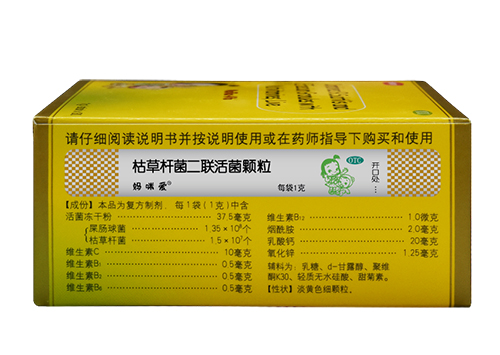 请仔细阅读说明书并按说明使用或在药师指导下购买和使用
枯草杆菌二联活菌颗粒
妈咪爱®
每袋1克
OTC
开口处…
【成份】本品为复方制剂，每1袋（1克）中含
活菌冻干粉 37.5毫克
屎肠球菌 1.35×10⁸个
枯草杆菌 1.5×10⁷个
维生素C 10毫克
维生素B₁ 0.5毫克
维生素B₂ 0.5毫克
维生素B₆ 0.5毫克
维生素B₁₂ 1.0微克
烟酰胺 2.0毫克
乳酸钙 20毫克
氧化锌 1.25毫克
辅料为：乳糖、d-甘露醇、聚维
酮K30、轻质无水硅酸、甜菊素。
【性状】淡黄色细颗粒。